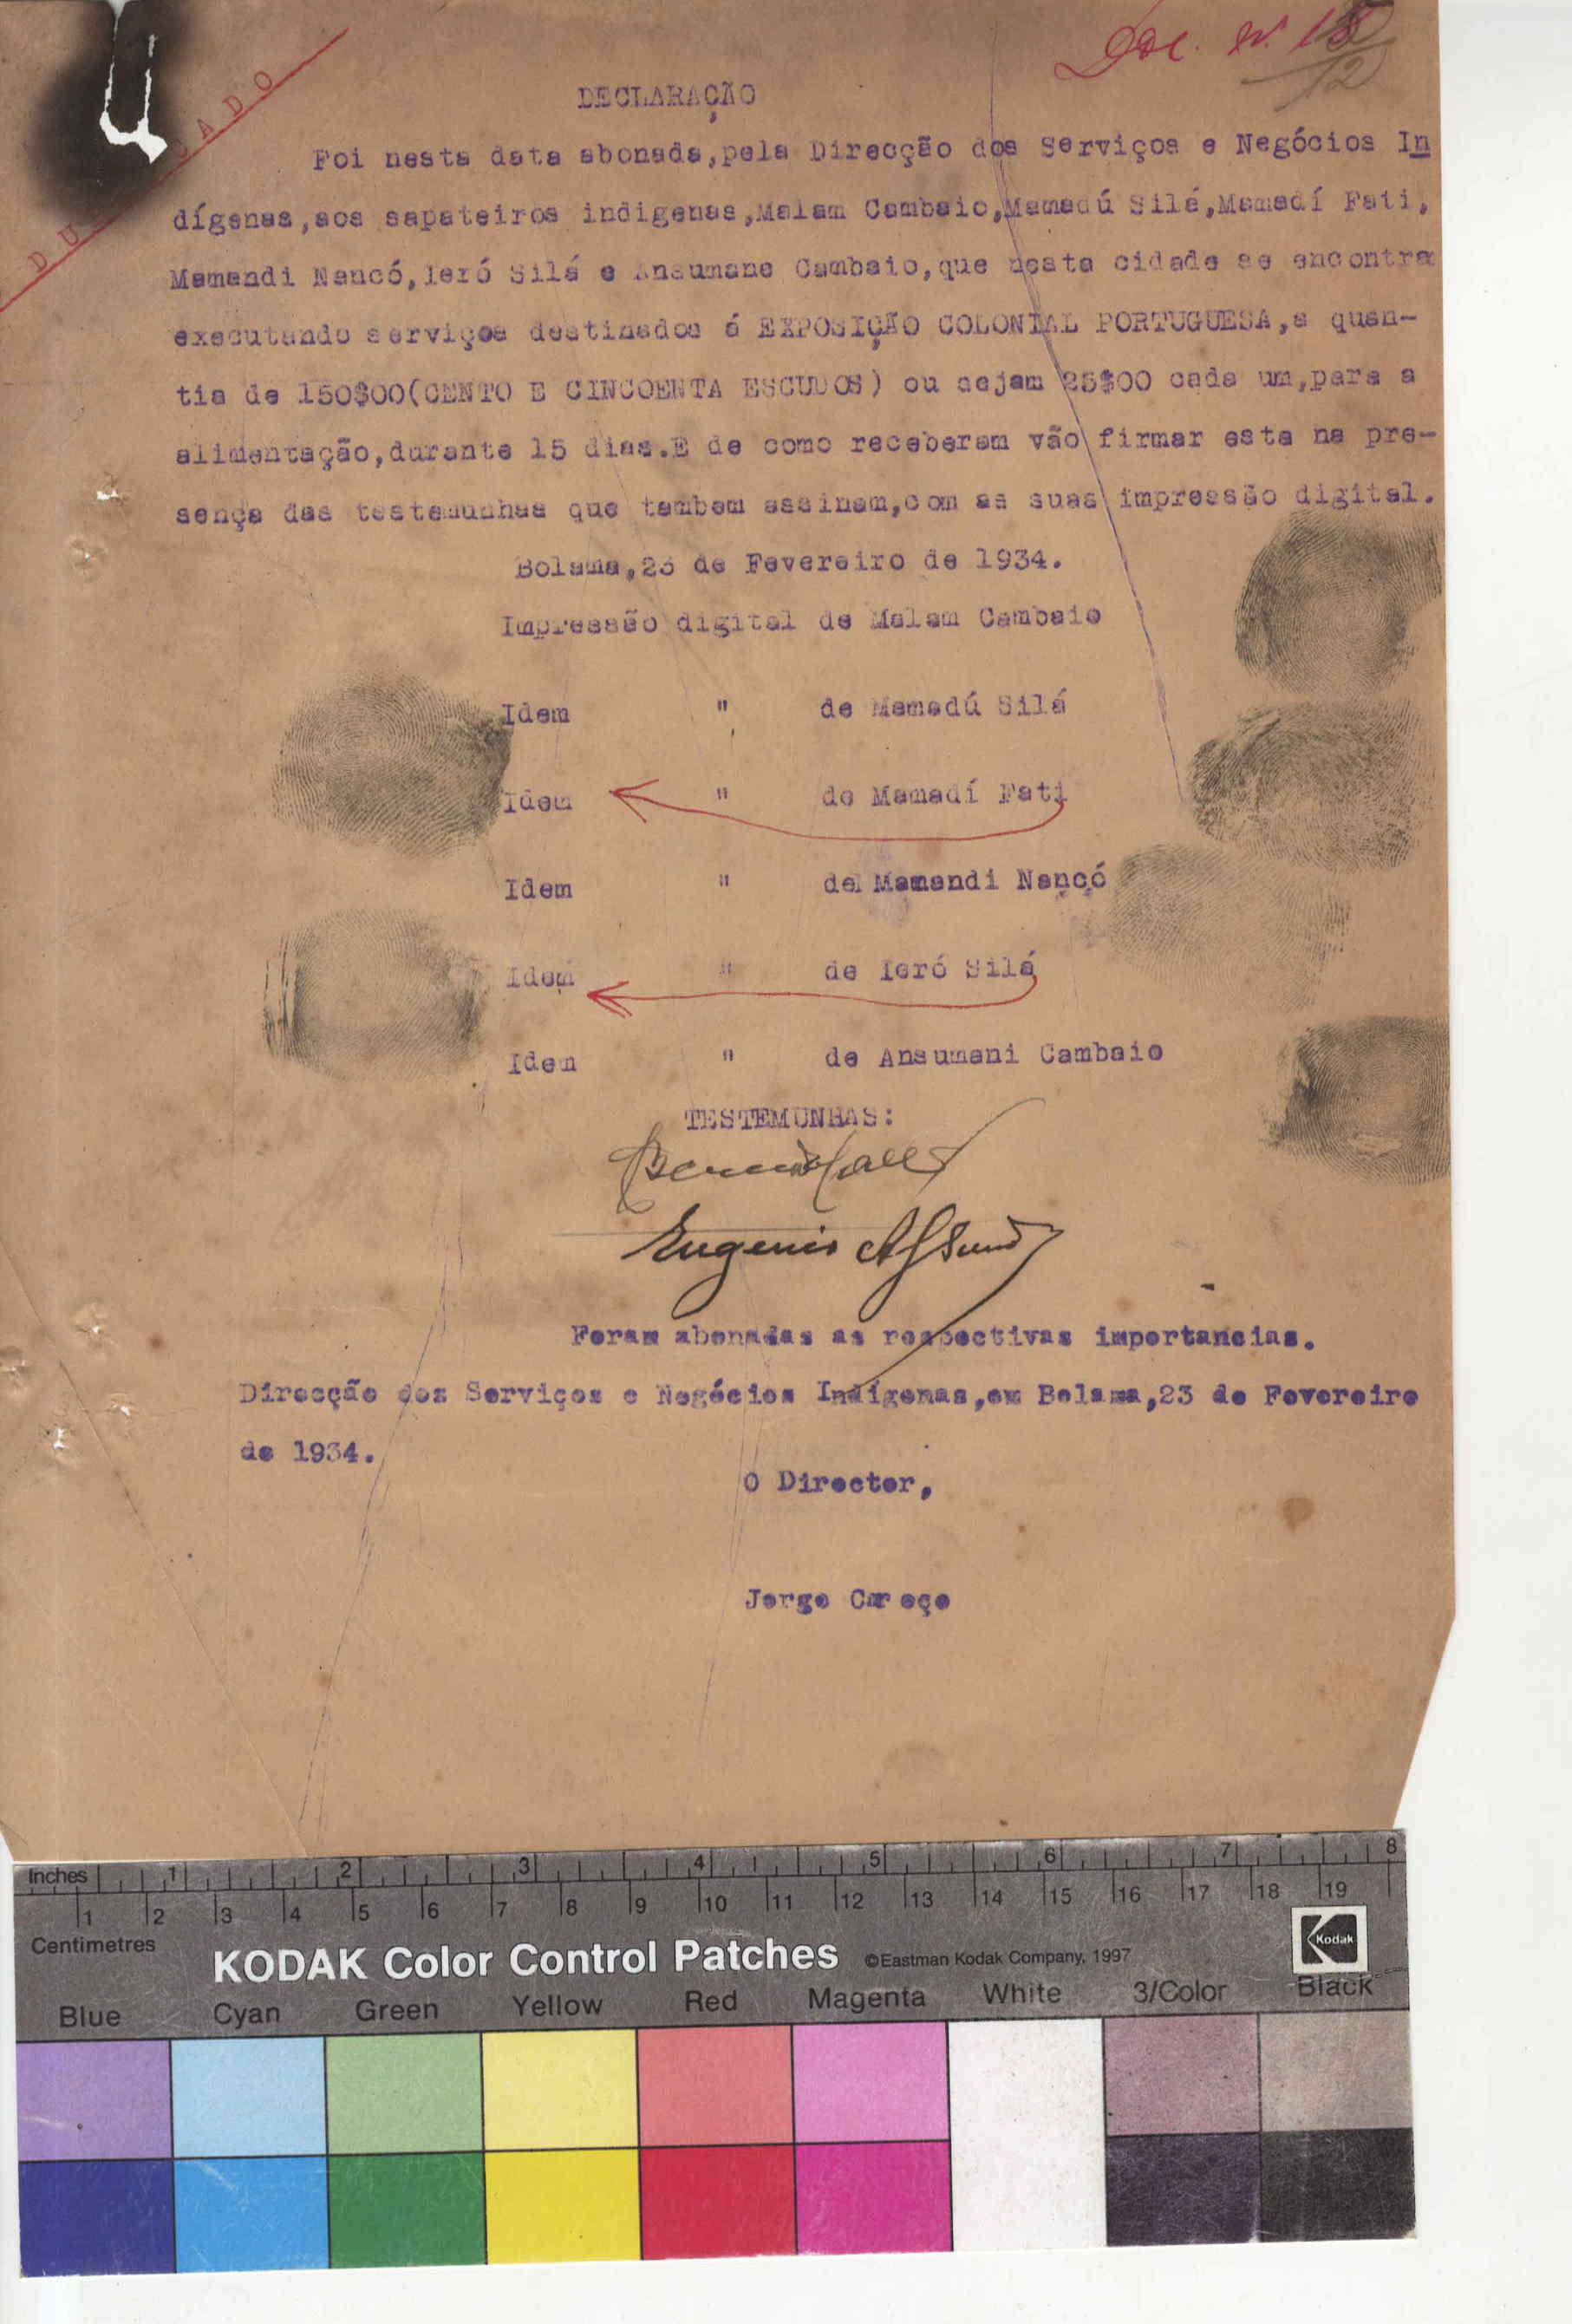 Doc. Nº 15
12
DU CADO
DECLARAÇÃO
Foi nesta data abonada,pela Direcção dos Serviços e Negócios In
dígenas,aos sapateiros indigenas,Malam Cambaio,Mamadú Silá,Mamadí Fati,
Mamandi Nancó,Ieró Silá e Ansumane Cambaio,que nesta cidade se encontra
executando serviços destinados á EXPOSIÇÃO COLONIAL PORTUGUESA,a quan-
tia de 150$00(CENTO E CINCOENTA ESCUDOS) ou sejam 25$00 cada um,para a
alimentação,durante 15 dias.E de como receberam vão firmar esta na pre-
sença das testemunhas que tambem assinam,com as suas impressão digital.
Bolama,23 de Fevereiro de 1934.
Impressão digital de Malam Cambaio
Idem " de Mamadú Silá
Idem " de Mamadí Fati
Idem " de Mamandi Nançó
Idem " de Ieró Silá
Idem " de Ansumani Cambaio
TESTEMUNHAS:
Eugenio
Foram abonadas as respectivas importancias.
Direcção dos Serviços e Negócios Indígenas,em Bolama,23 de Fevereiro
de 1934.
O Director,
Jorge Caroço
Inches 1 2 3 4 5 6 7 8
1 2 3 4 5 6 7 8 9 10 11 12 13 14 15 16 17 18 19
Centimetres
KODAK Color Control Patches ©Eastman Kodak Company, 1997 Kodak
Blue Cyan Green Yellow Red Magenta White 3/Color Black